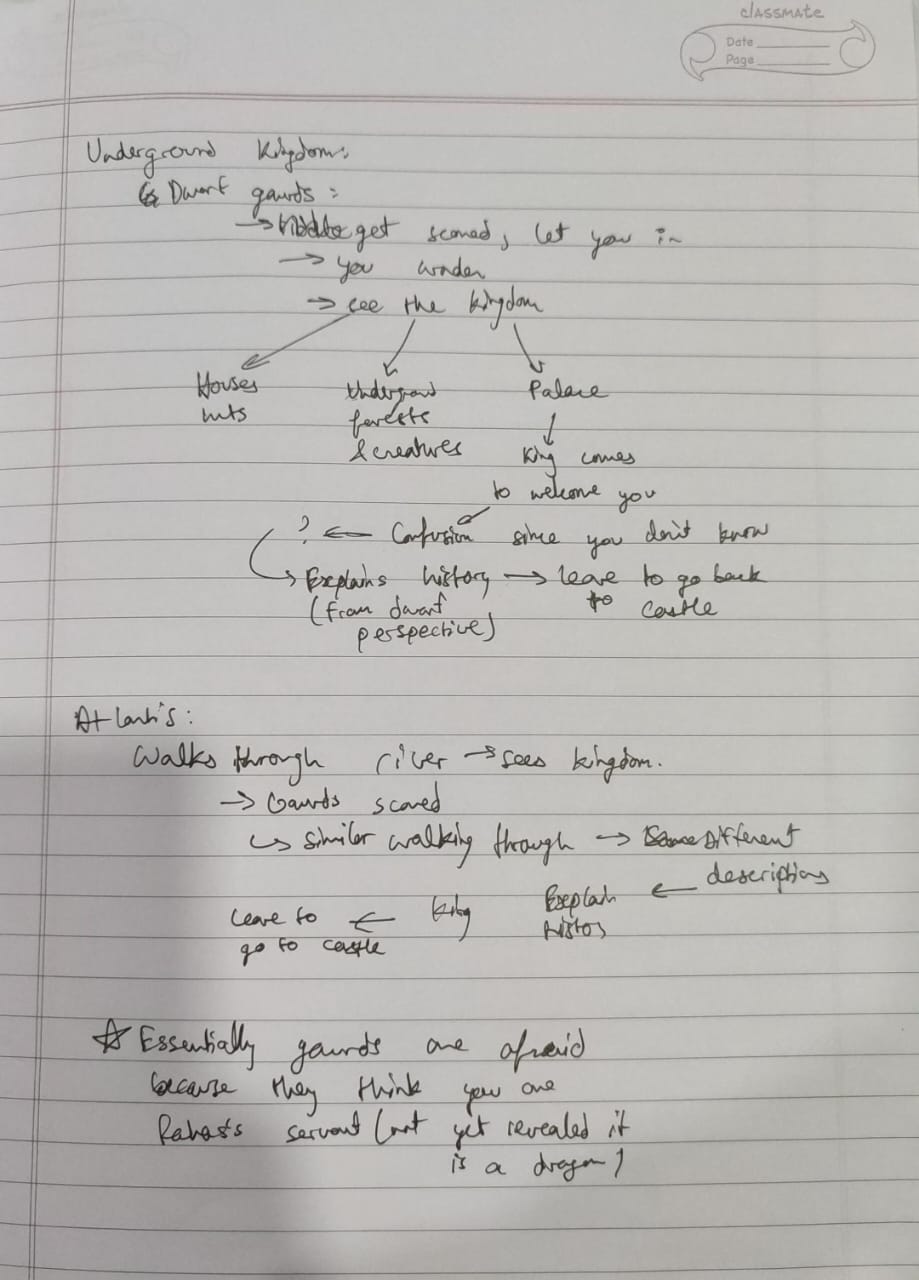 classmate
Date
Page
Underground Kingdom:
↳ Dwarf gaurds :
→ get scared, let you in
→ you wander
→ see the kingdom
Houses
huts
Underground
forests
& creatures
Palace
King comes
to welcome you
? ← Confusion since you don't know
→ Explains history → leave to go back
(from dwarf
perspective)
to castle
Atlantis:
Walks through river → sees kingdom.
→ Gaurds scared
↳ similar walking through → Different
← descriptions
Explain
king
leave to ←
go to castle
☆ Essentially gaurds are afraid
because they think you are
servant (not yet revealed it
is a dragon)